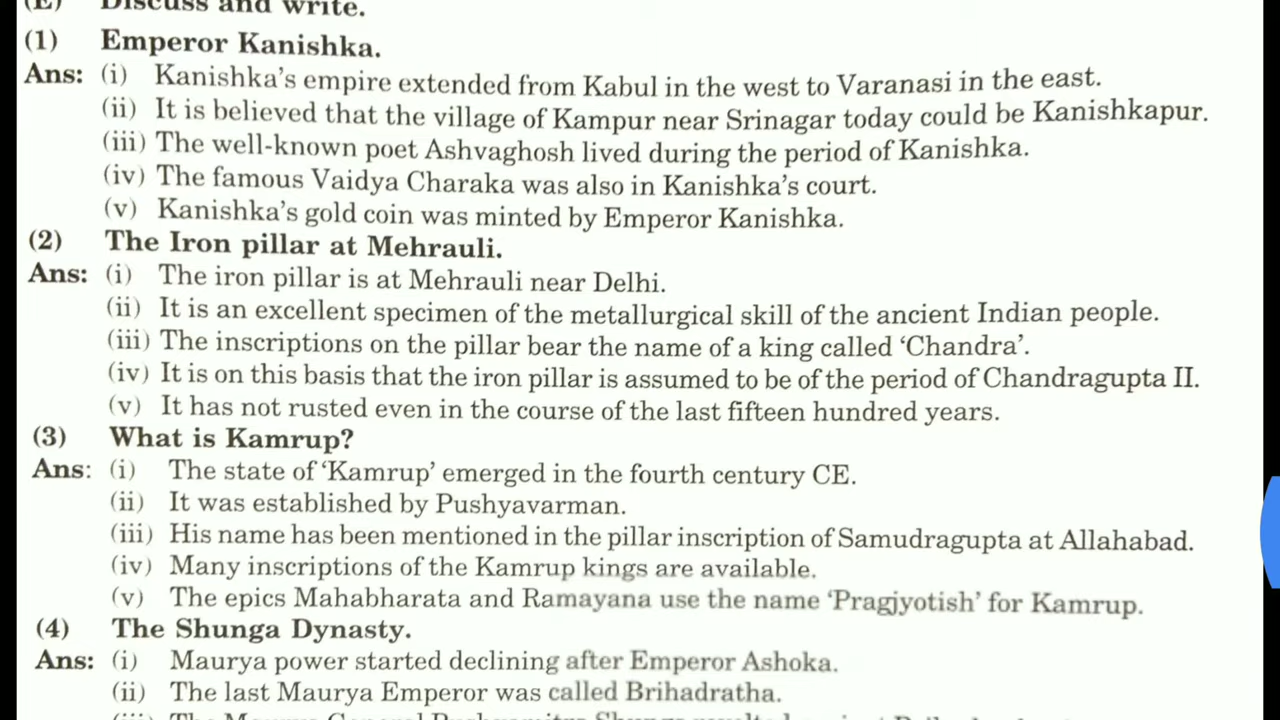 (E) Discuss and write.
(1) Emperor Kanishka.
Ans: (i) Kanishka's empire extended from Kabul in the west to Varanasi in the east.
(ii) It is believed that the village of Kampur near Srinagar today could be Kanishkapur.
(iii) The well-known poet Ashvaghosh lived during the period of Kanishka.
(iv) The famous Vaidya Charaka was also in Kanishka's court.
(v) Kanishka's gold coin was minted by Emperor Kanishka.
(2) The Iron pillar at Mehrauli.
Ans: (i) The iron pillar is at Mehrauli near Delhi.
(ii) It is an excellent specimen of the metallurgical skill of the ancient Indian people.
(iii) The inscriptions on the pillar bear the name of a king called ‘Chandra’.
(iv) It is on this basis that the iron pillar is assumed to be of the period of Chandragupta II.
(v) It has not rusted even in the course of the last fifteen hundred years.
(3) What is Kamrup?
Ans: (i) The state of ‘Kamrup’ emerged in the fourth century CE.
(ii) It was established by Pushyavarman.
(iii) His name has been mentioned in the pillar inscription of Samudragupta at Allahabad.
(iv) Many inscriptions of the Kamrup kings are available.
(v) The epics Mahabharata and Ramayana use the name ‘Pragjyotish’ for Kamrup.
(4) The Shunga Dynasty.
Ans: (i) Maurya power started declining after Emperor Ashoka.
(ii) The last Maurya Emperor was called Brihadratha.